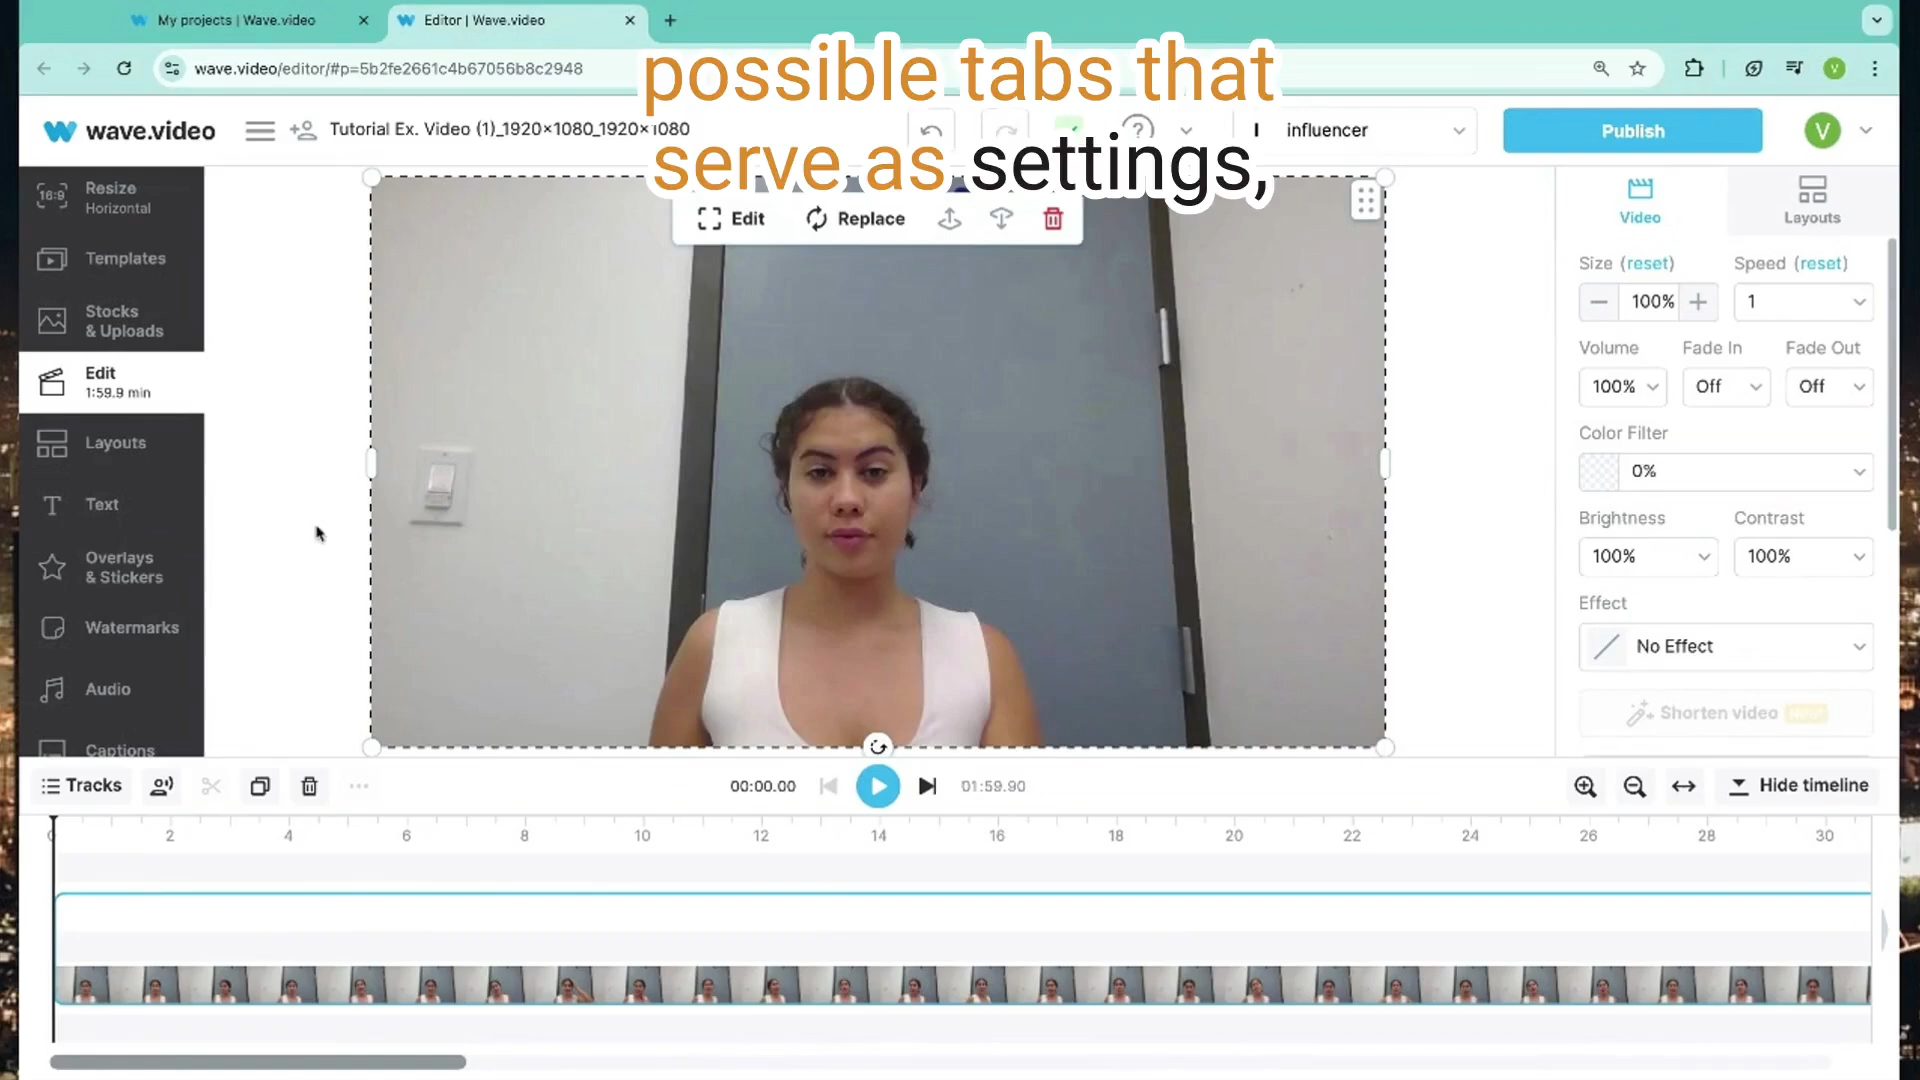 My projects | Wave.video
Editor | Wave.video
wave.video/editor/#p=5b2fe2661c4b67056b8c2948
V
possible tabs that
serve as settings,
wave.video
Tutorial Ex. Video (1)_1920×1080_1920×1080
?
I influencer
Publish
V
16:9
Resize
Horizontal
Templates
Stocks
& Uploads
Edit
1:59.9 min
Layouts
Text
Overlays
& Stickers
Watermarks
Audio
Captions
Edit
Replace
Video
Layouts
Size (reset)
Speed (reset)
100%
1
Volume
Fade In
Fade Out
100%
Off
Off
Color Filter
0%
Brightness
Contrast
100%
100%
Effect
No Effect
Shorten video
Tracks
00:00.00
01:59.90
Hide timeline
0 2 4 6 8 10 12 14 16 18 20 22 24 26 28 30